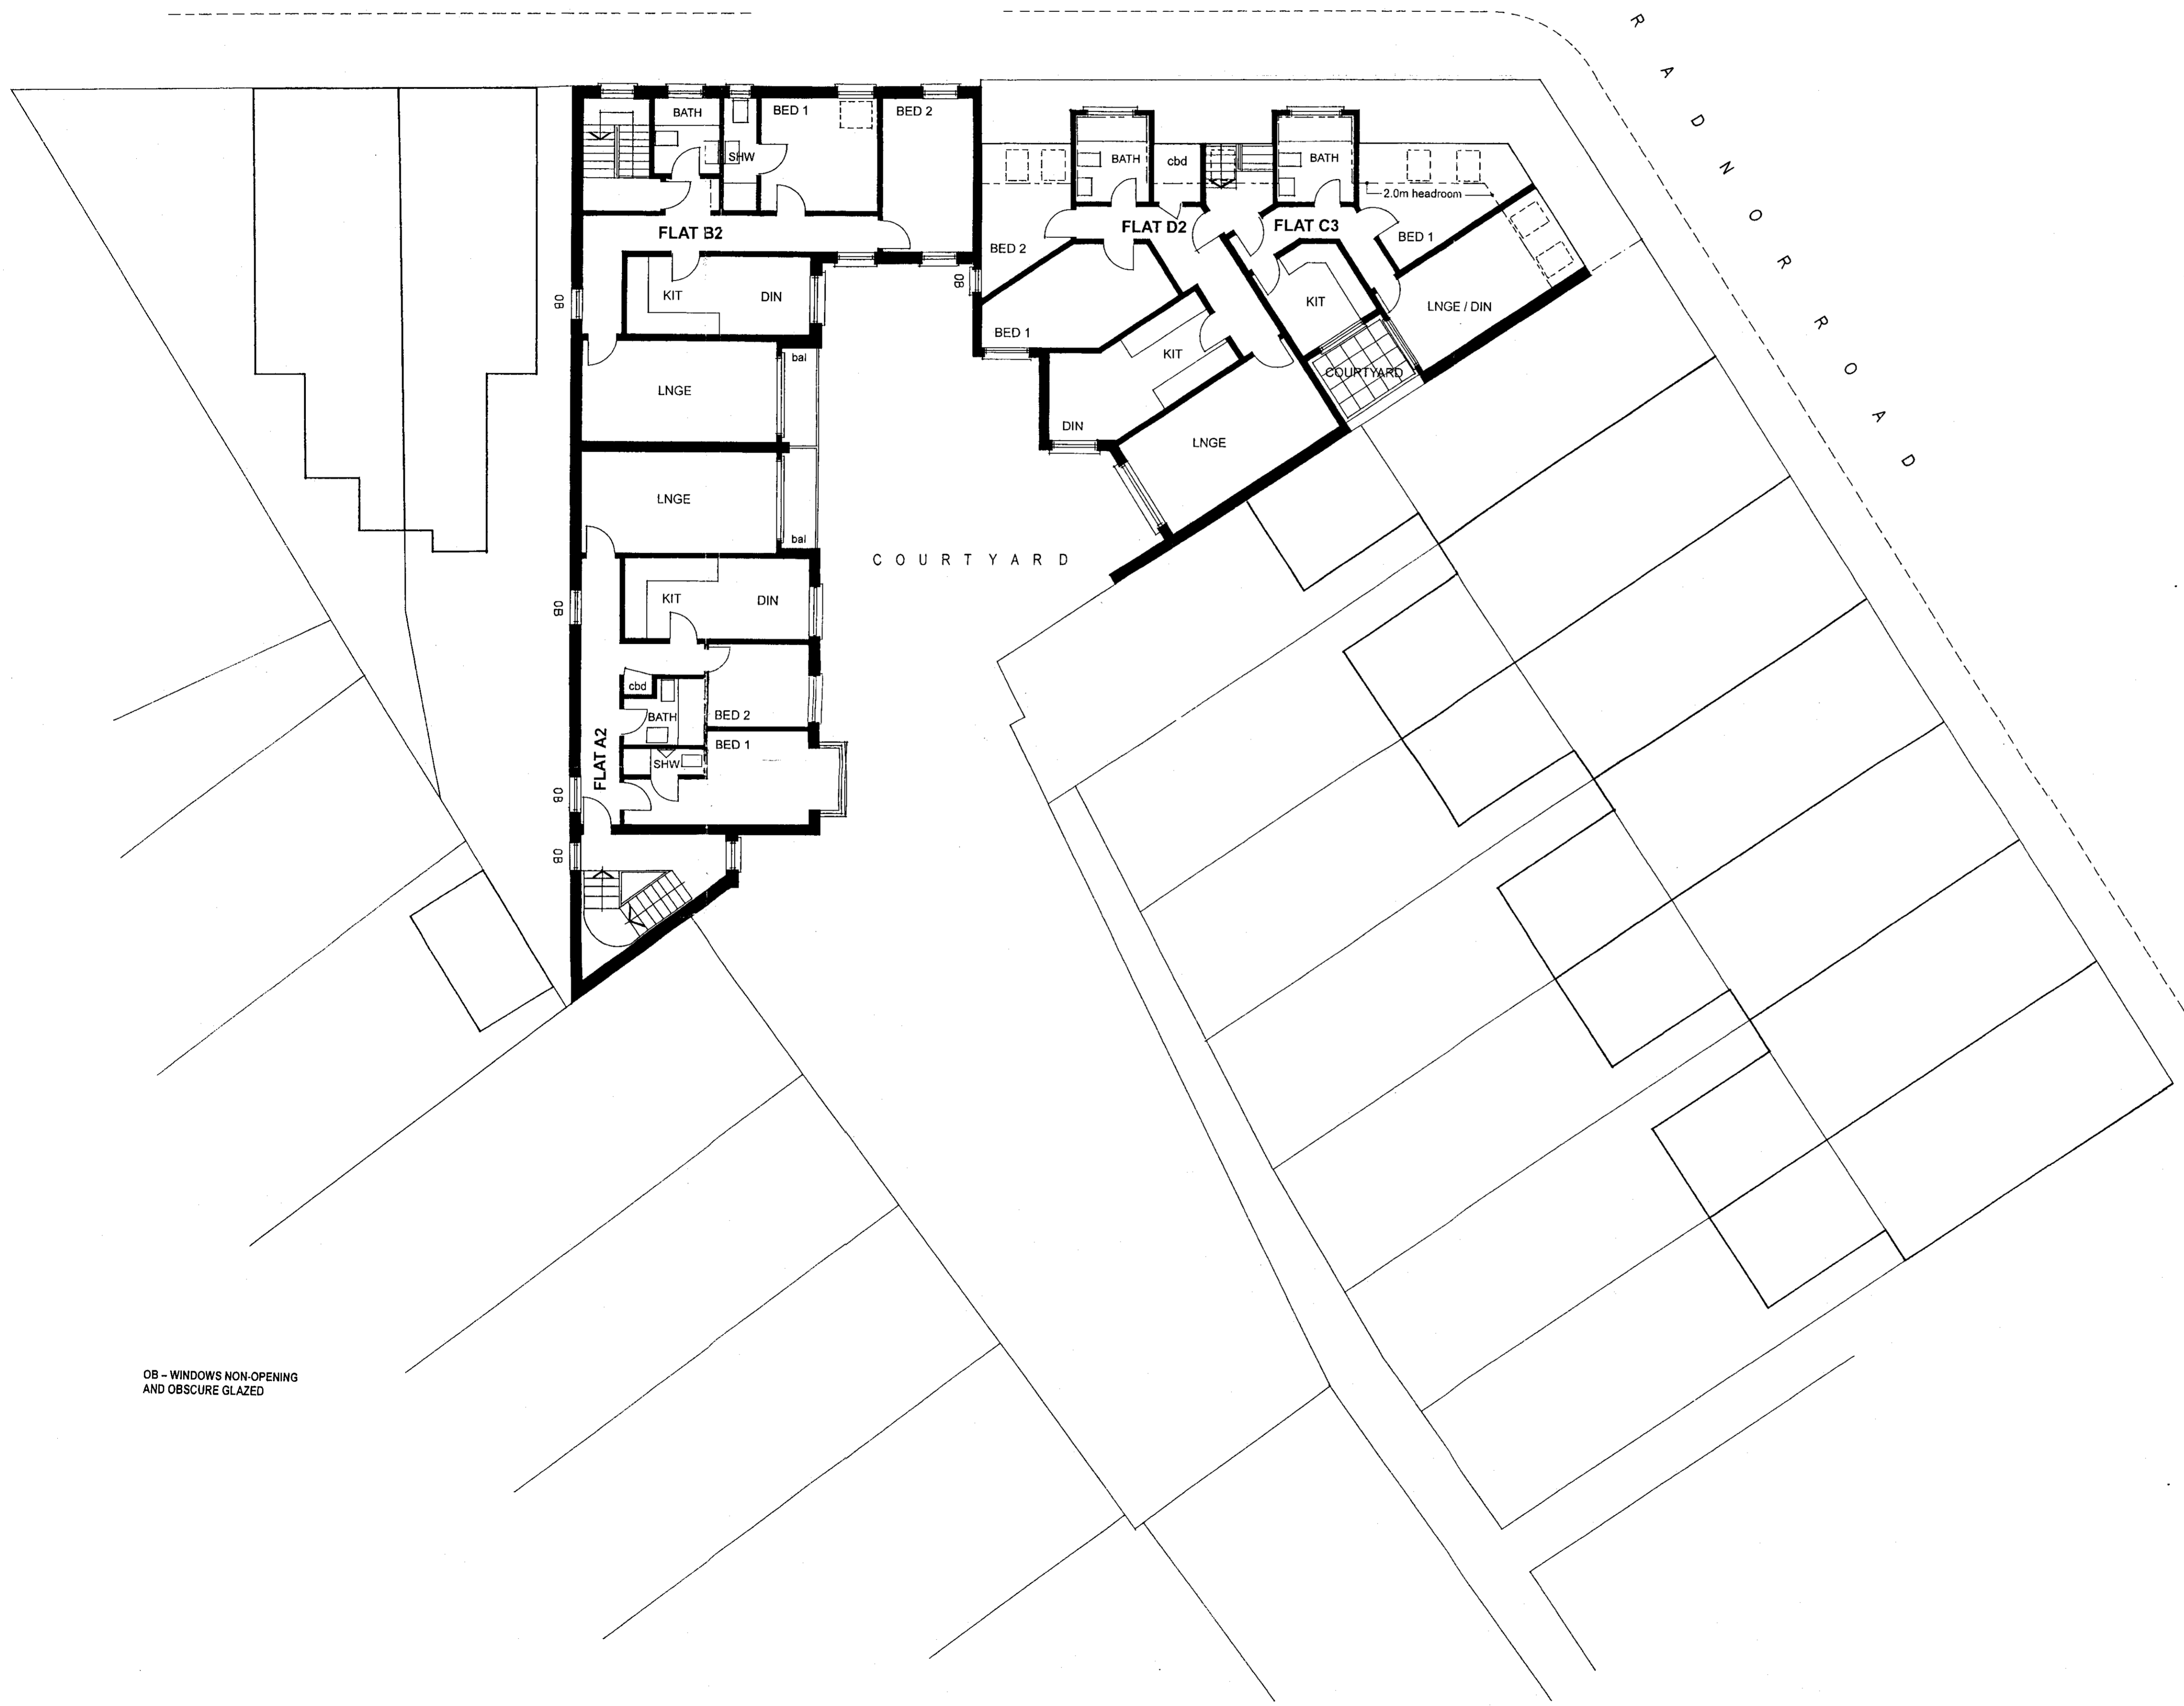 RADNOR ROAD
BATH
BED 1
BED 2
SHW
FLAT B2
KIT
DIN
OB
LNGE
bal
LNGE
bal
OB
KIT
DIN
cbd
BATH
BED 2
BED 1
SHW
FLAT A2
OB
OB
COURTYARD
BATH
cbd
BATH
2.0m headroom
FLAT D2
FLAT C3
BED 2
BED 1
OB
KIT
LNGE / DIN
BED 1
KIT
COURTYARD
DIN
LNGE
OB – WINDOWS NON-OPENING
AND OBSCURE GLAZED